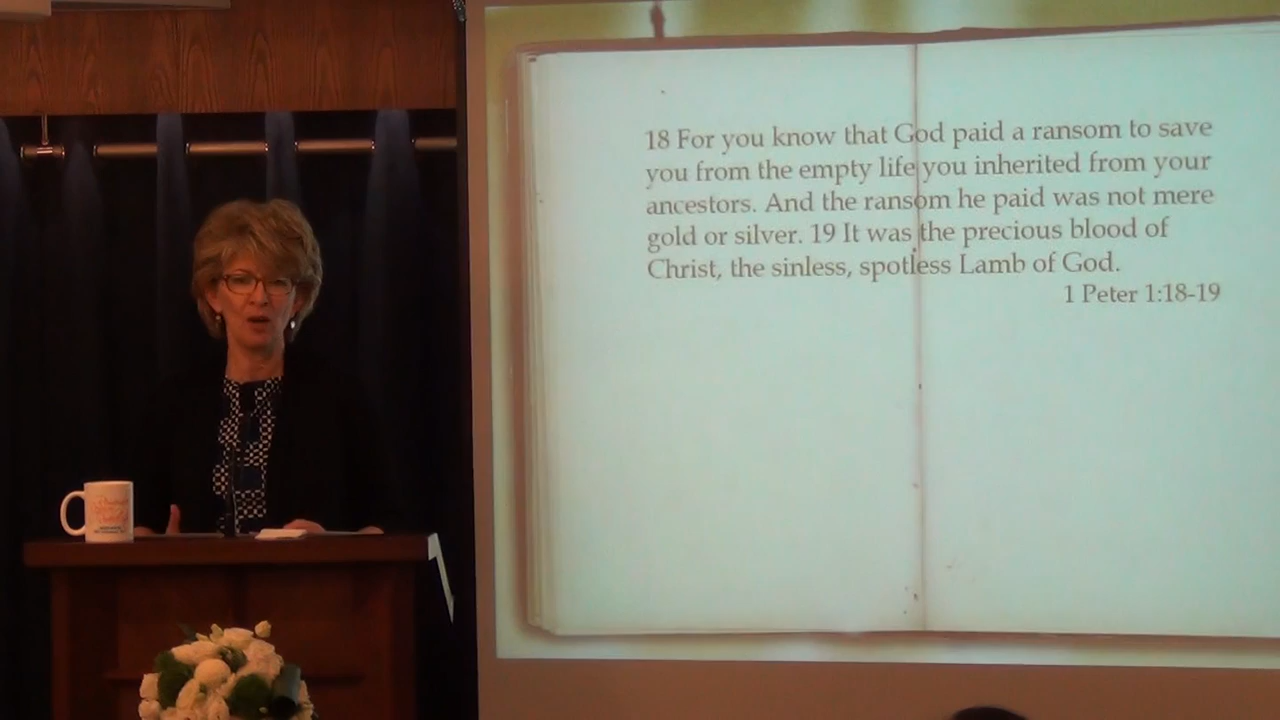 18 For you know that God paid a ransom to save
you from the empty life you inherited from your
ancestors. And the ransom he paid was not mere
gold or silver. 19 It was the precious blood of
Christ, the sinless, spotless Lamb of God.
1 Peter 1:18-19